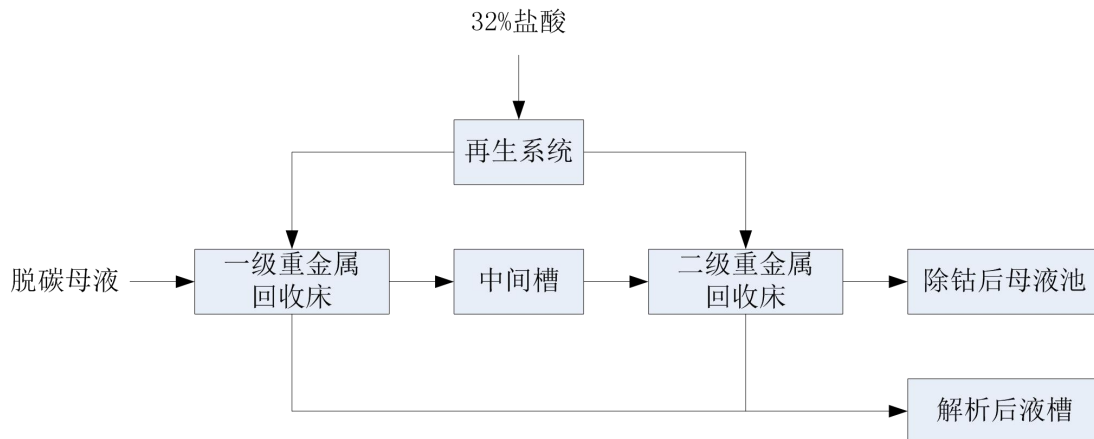 32%盐酸
再生系统
脱碳母液
一级重金属
回收床
中间槽
二级重金属
回收床
除钴后母液池
解析后液槽